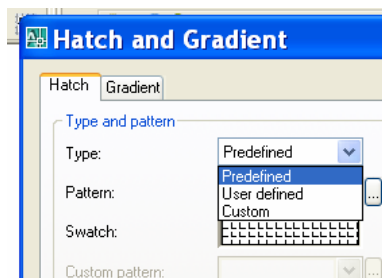 Hatch and Gradient
Hatch Gradient
Type and pattern
Type: Predefined
Predefined
Pattern: User defined ...
Custom
Swatch:
Custom pattern: ...